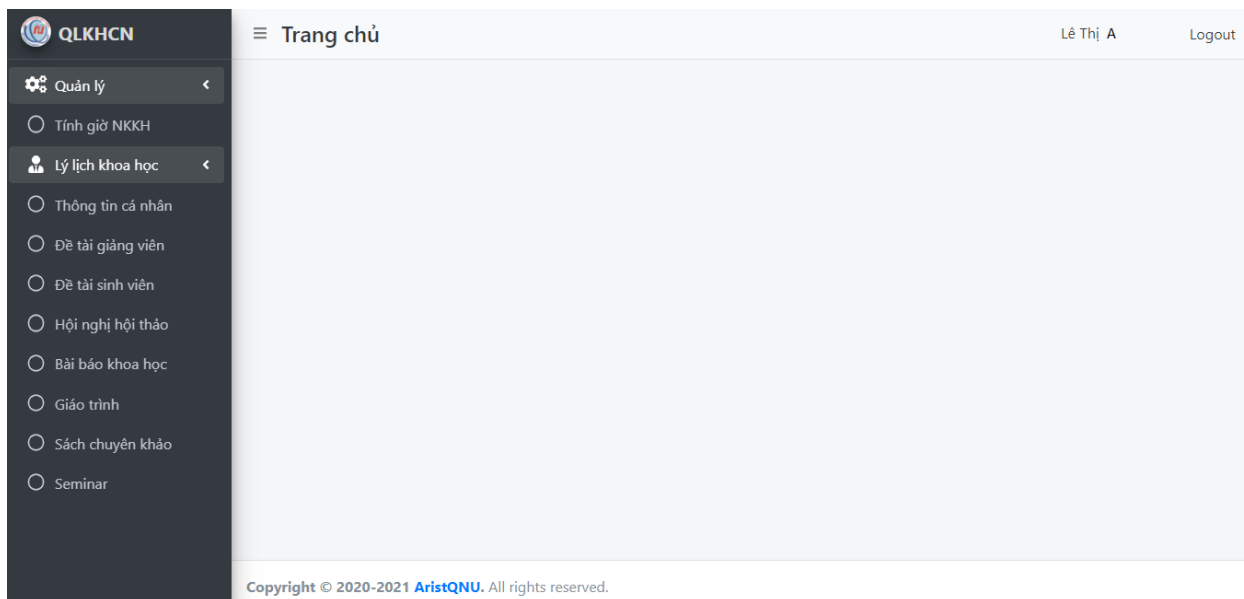 QLKHCN
Trang chủ
Lê Thị A
Logout
Quản lý
Tính giờ NKKH
Lý lịch khoa học
Thông tin cá nhân
Đề tài giảng viên
Đề tài sinh viên
Hội nghị hội thảo
Bài báo khoa học
Giáo trình
Sách chuyên khảo
Seminar
Copyright © 2020-2021 AristQNU. All rights reserved.